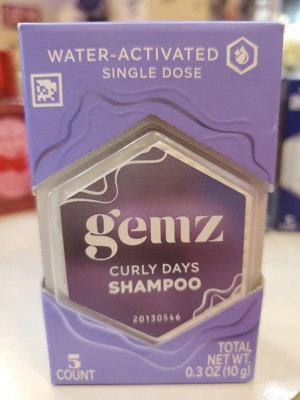 WATER-ACTIVATED
SINGLE DOSE
gemz
CURLY DAYS
SHAMPOO
20130546
5
COUNT
TOTAL
NET WT.
0.3 OZ (10 g)